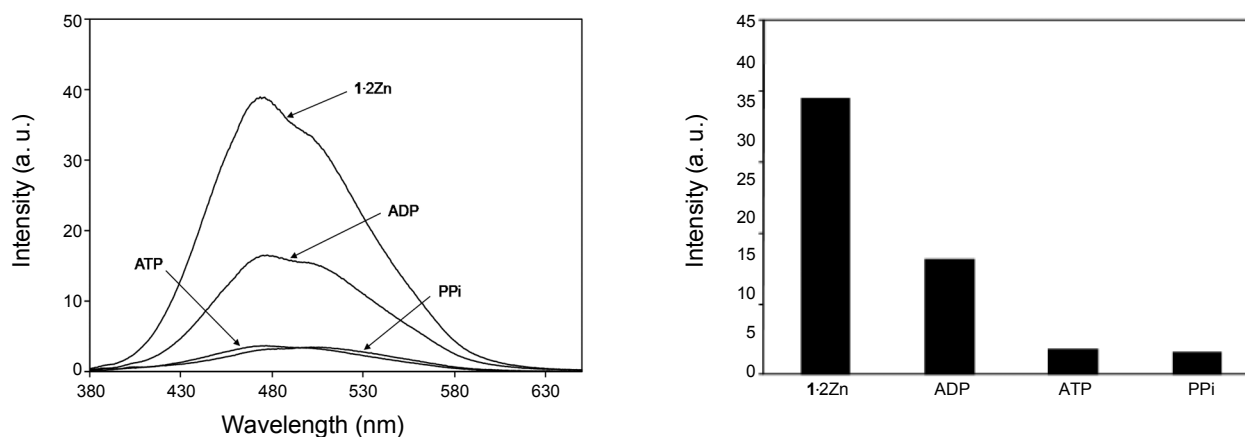 50
40
30
20
10
0
Intensity (a. u.)
1·2Zn
ADP
ATP
PPi
380 430 480 530 580 630
Wavelength (nm)
45
40
35
30
25
20
15
10
5
0
Intensity (a. u.)
1·2Zn ADP ATP PPi